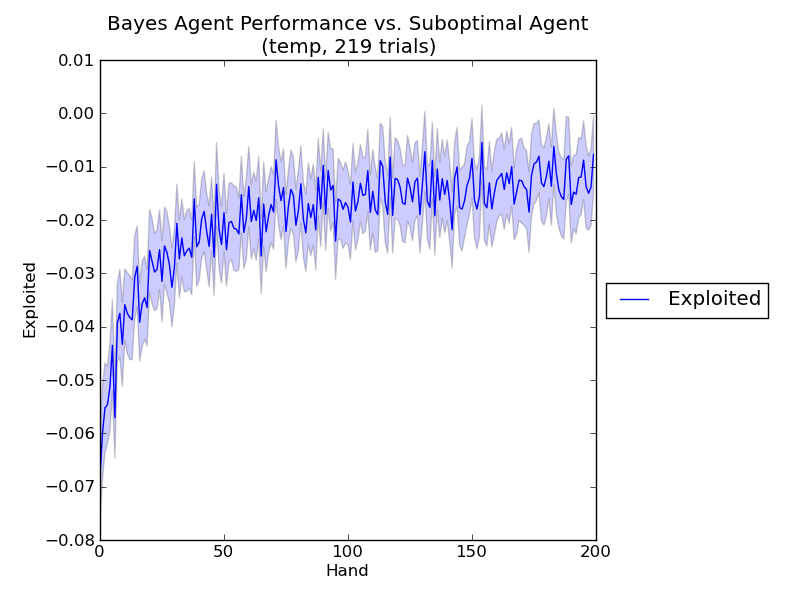 Bayes Agent Performance vs. Suboptimal Agent
(temp, 219 trials)
0.01
0.00
−0.01
−0.02
−0.03
−0.04
−0.05
−0.06
−0.07
−0.08
Exploited
0 50 100 150 200
Hand
Exploited